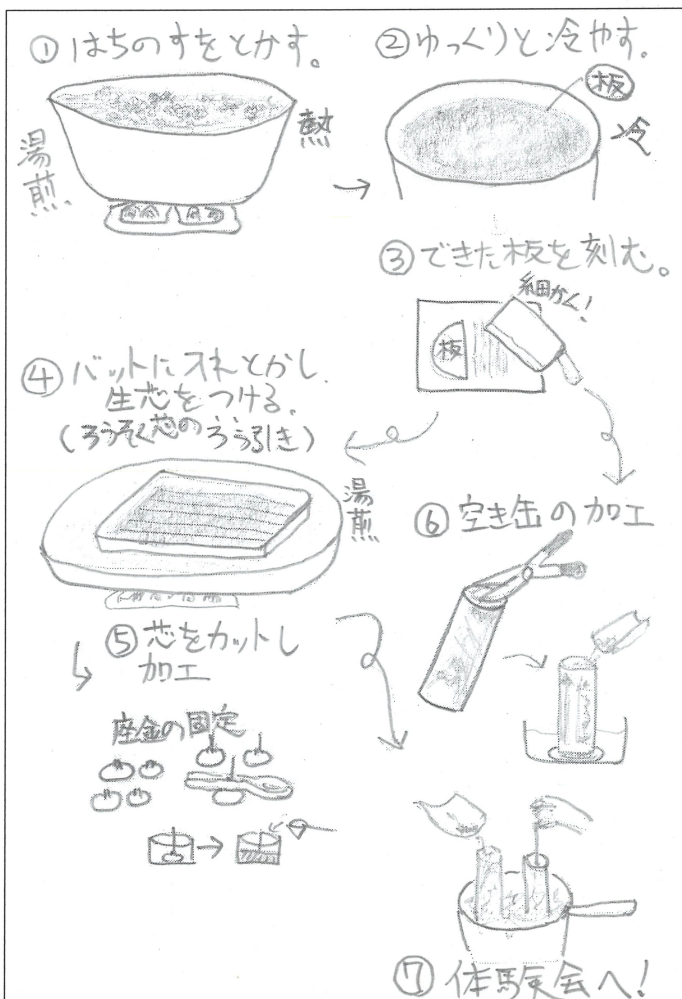 ① はちのすをとかす。
湯煎
熱
② ゆっくりと冷やす。
板
冷
③ できた板を刻む。
細かく!
板
④ バットに入れとかし
生芯をつける。
(ろうそく芯のろう引き)
湯煎
⑤ 芯をカットし
加工
座金の固定
⑥ 空き缶の加工
⑦ 体験会へ!